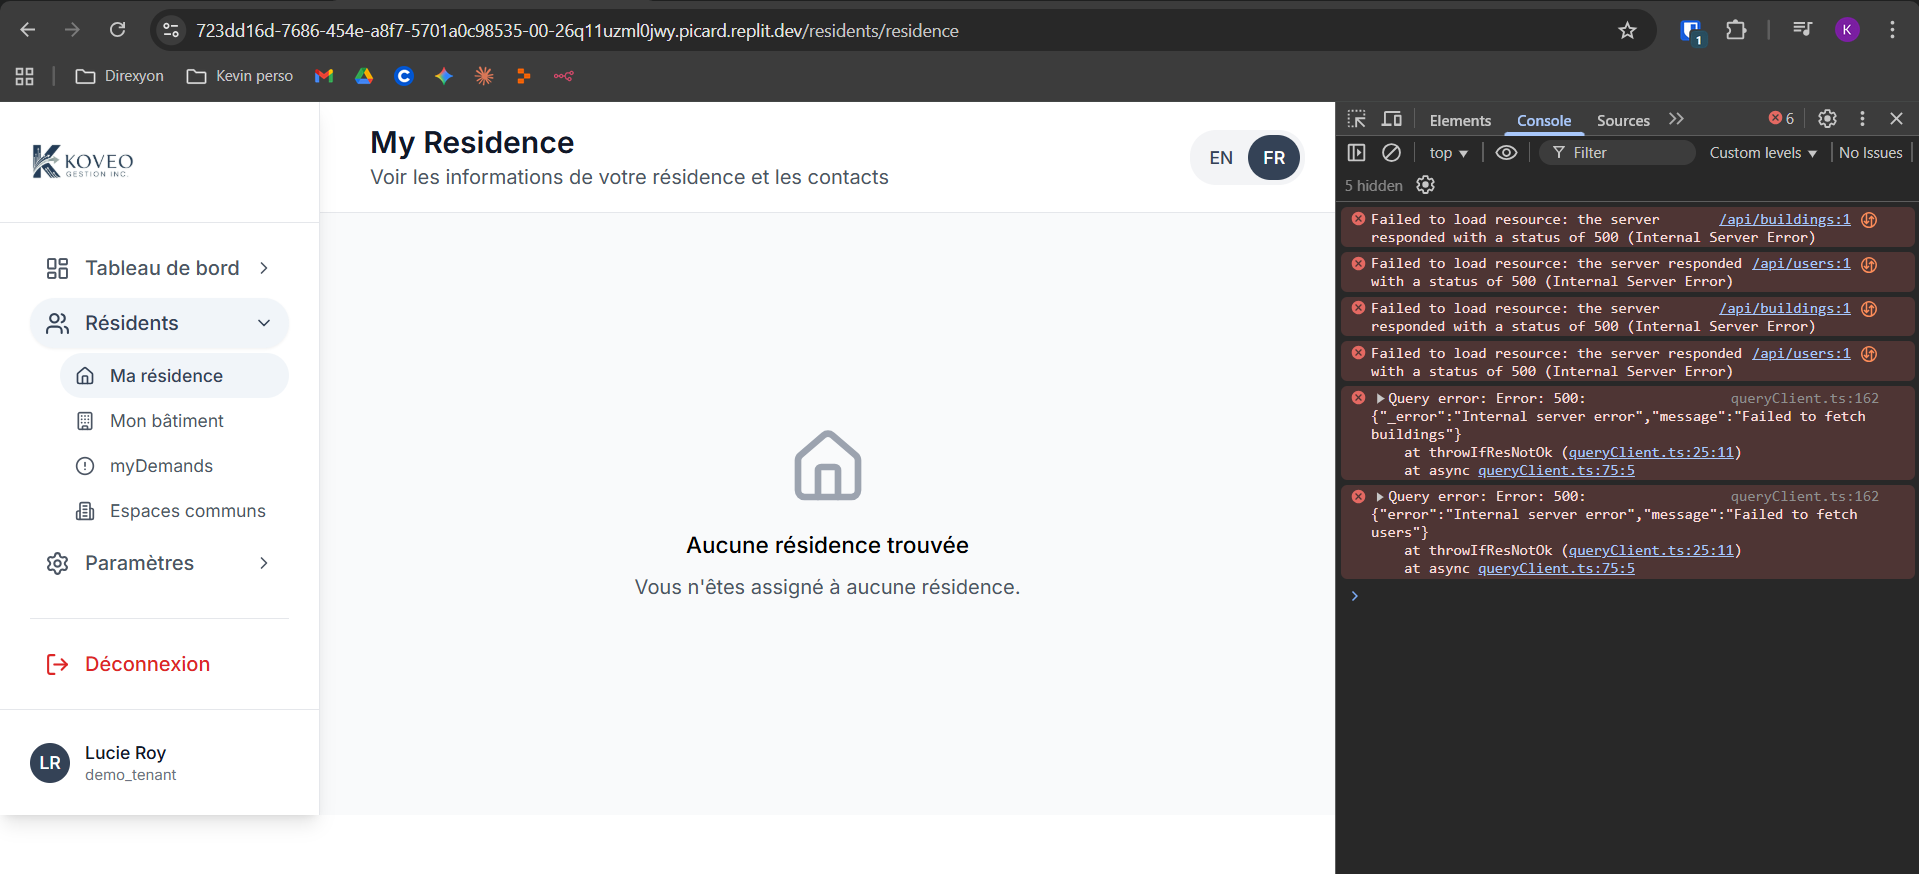 723dd16d-7686-454e-a8f7-5701a0c98535-00-26q11uzml0jwy.picard.replit.dev/residents/residence
1
K
Direxyon
Kevin perso
KOVEO
GESTION INC.
Tableau de bord
Résidents
Ma résidence
Mon bâtiment
myDemands
Espaces communs
Paramètres
Déconnexion
LR
Lucie Roy
demo_tenant
My Residence
Voir les informations de votre résidence et les contacts
EN FR
Aucune résidence trouvée
Vous n'êtes assigné à aucune résidence.
Elements Console Sources 6
top Filter Custom levels No Issues
5 hidden
Failed to load resource: the server /api/buildings:1
responded with a status of 500 (Internal Server Error)
Failed to load resource: the server responded /api/users:1
with a status of 500 (Internal Server Error)
Failed to load resource: the server /api/buildings:1
responded with a status of 500 (Internal Server Error)
Failed to load resource: the server responded /api/users:1
with a status of 500 (Internal Server Error)
Query error: Error: 500: queryClient.ts:162
{"_error":"Internal server error","message":"Failed to fetch
buildings"}
at throwIfResNotOk (queryClient.ts:25:11)
at async queryClient.ts:75:5
Query error: Error: 500: queryClient.ts:162
{"error":"Internal server error","message":"Failed to fetch
users"}
at throwIfResNotOk (queryClient.ts:25:11)
at async queryClient.ts:75:5